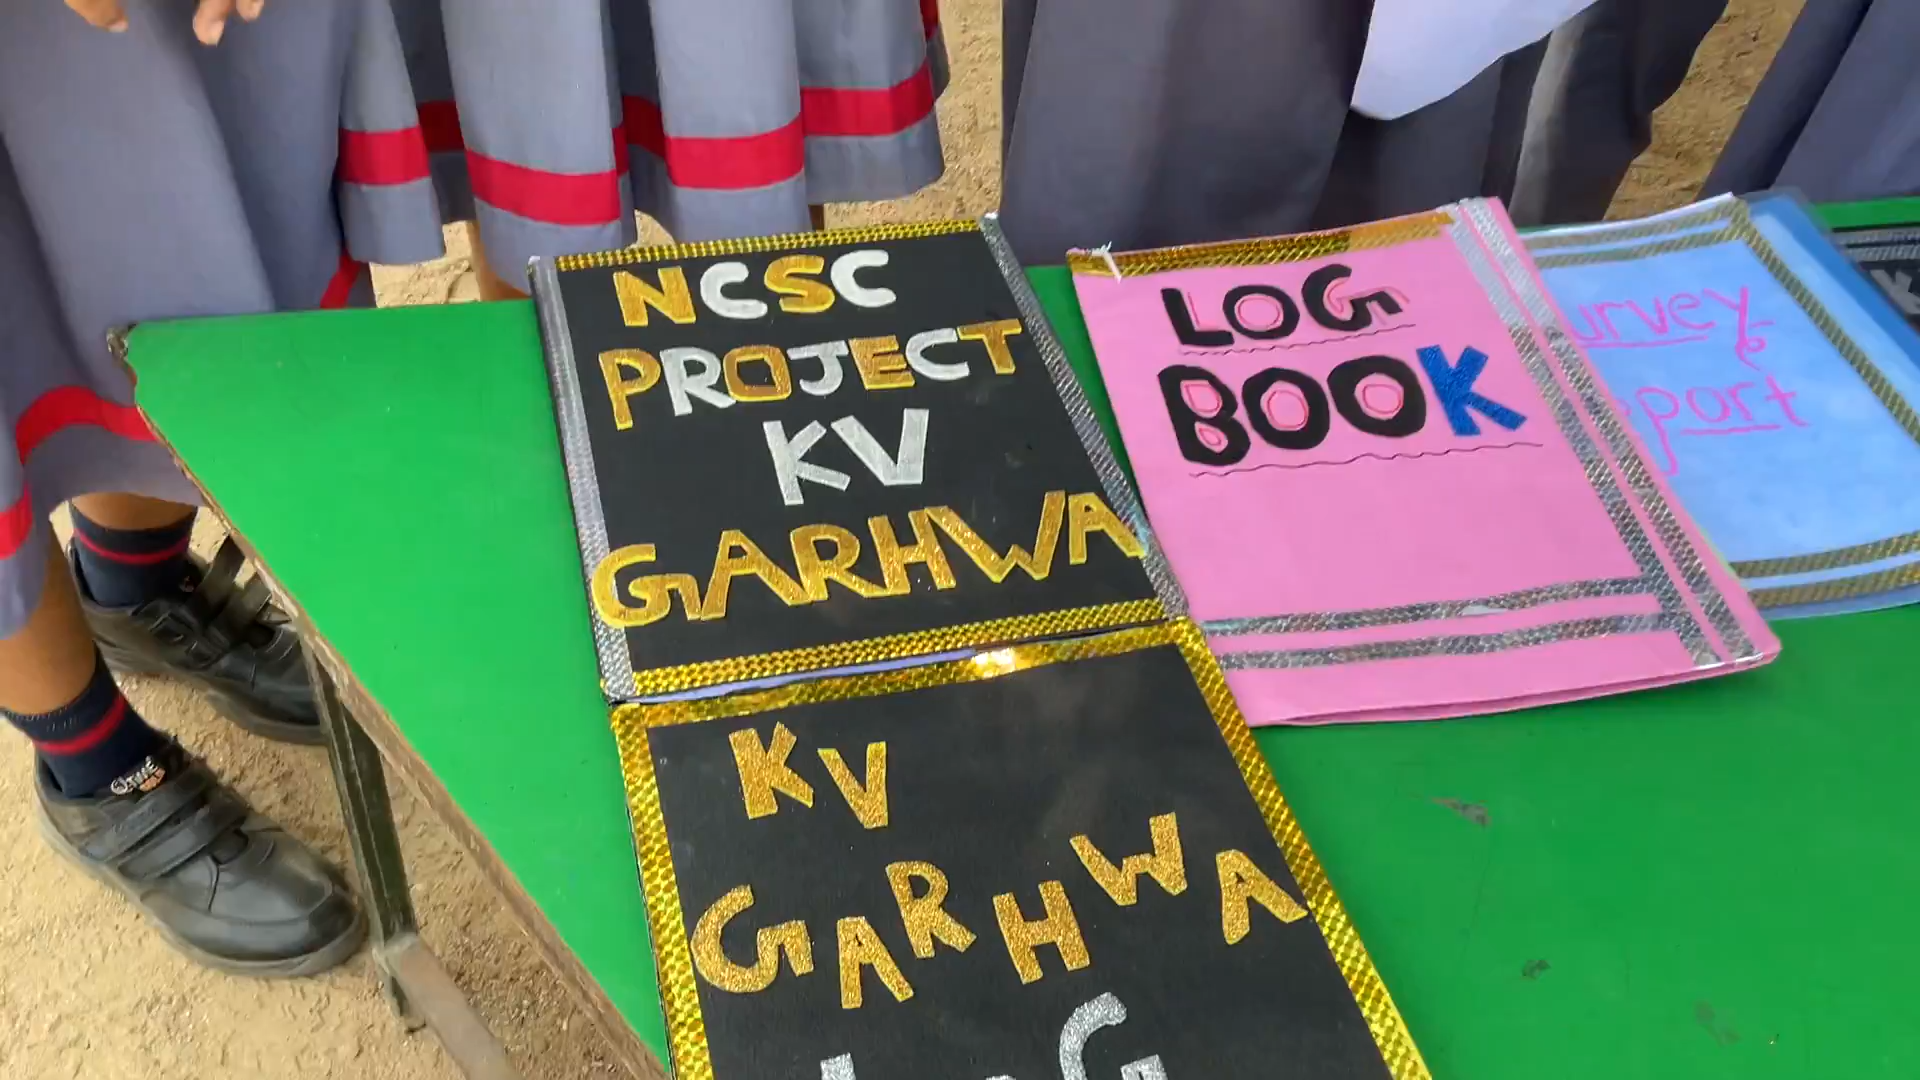 NCSC
PROJECT
KV
GARHWA
LOG
BOOK
KV
GARHWA